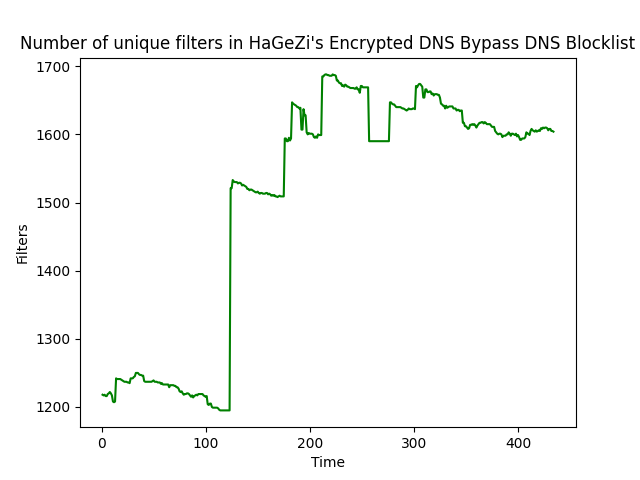 Number of unique filters in HaGeZi's Encrypted DNS Bypass DNS Blocklist
1700
1600
1500
1400
1300
1200
Filters
0 100 200 300 400
Time